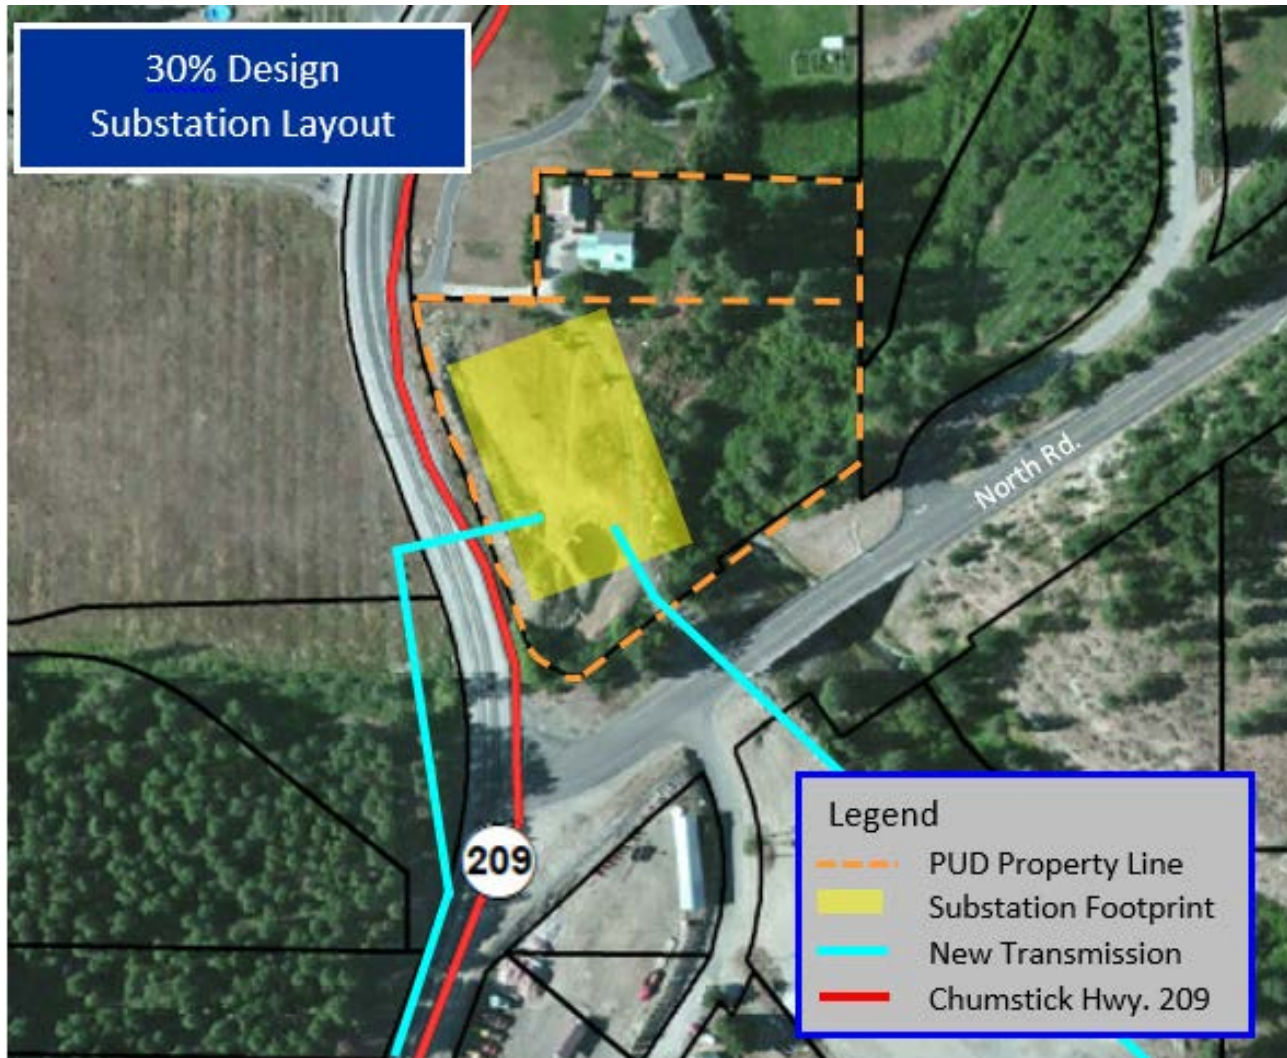 30% Design
Substation Layout
North Rd.
209
Legend
PUD Property Line
Substation Footprint
New Transmission
Chumstick Hwy. 209